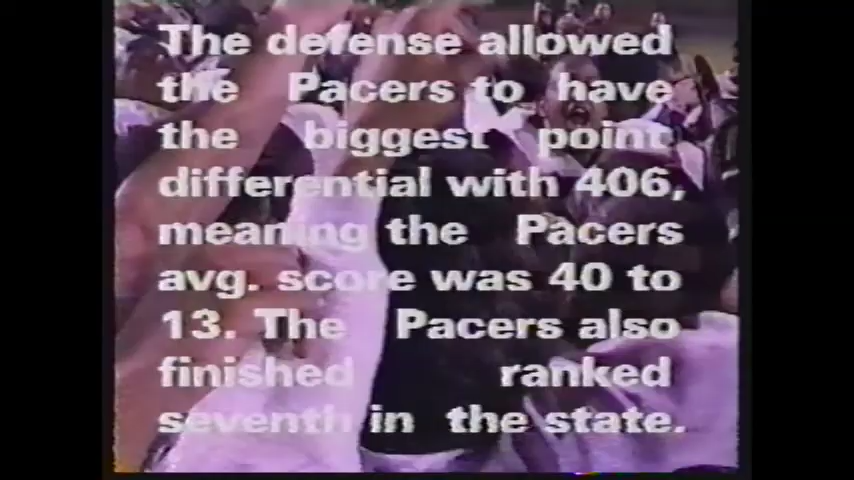 The defense allowed
the Pacers to have
the biggest point
differential with 406,
meaning the Pacers
avg. score was 40 to
13. The Pacers also
finished ranked
seventh in the state.